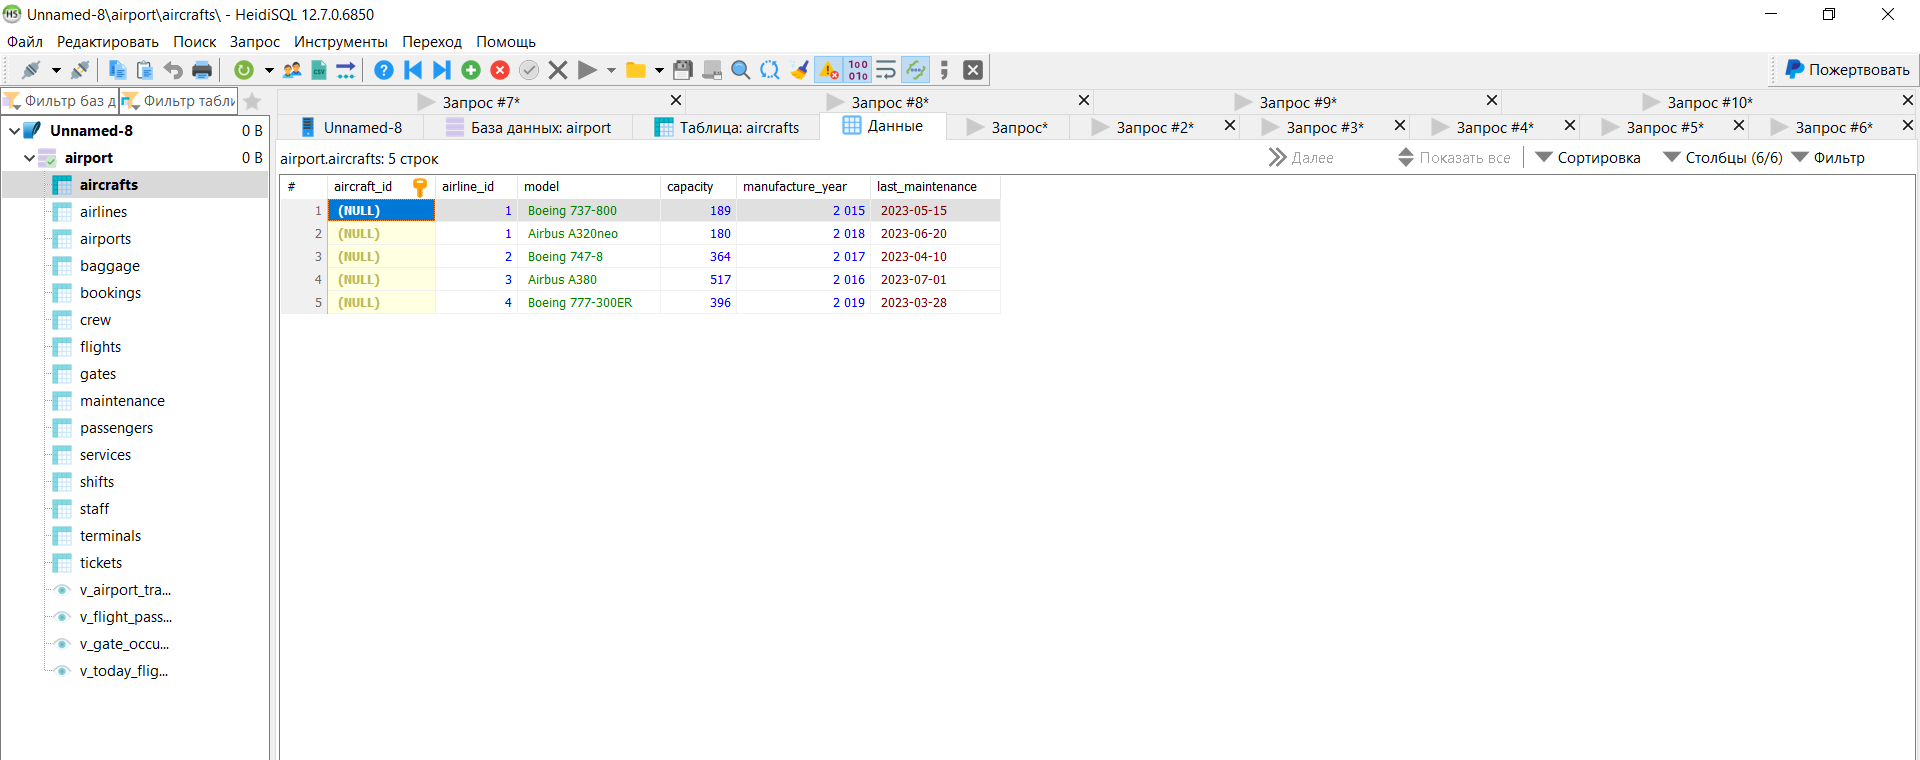 Unnamed-8\airport\aircrafts\ - HeidiSQL 12.7.0.6850
Файл Редактировать Поиск Запрос Инструменты Переход Помощь
Пожертвовать
Фильтр баз д Фильтр табли
Запрос #7* Запрос #8* Запрос #9* Запрос #10*
Unnamed-8 База данных: airport Таблица: aircrafts Данные Запрос* Запрос #2* Запрос #3* Запрос #4* Запрос #5* Запрос #6*
Unnamed-8 0 B
airport 0 B
aircrafts
airlines
airports
baggage
bookings
crew
flights
gates
maintenance
passengers
services
shifts
staff
terminals
tickets
v_airport_tra...
v_flight_pass...
v_gate_occu...
v_today_flig...
airport.aircrafts: 5 строк Далее Показать все Сортировка Столбцы (6/6) Фильтр
# aircraft_id airline_id model capacity manufacture_year last_maintenance
1 (NULL) 1 Boeing 737-800 189 2 015 2023-05-15
2 (NULL) 1 Airbus A320neo 180 2 018 2023-06-20
3 (NULL) 2 Boeing 747-8 364 2 017 2023-04-10
4 (NULL) 3 Airbus A380 517 2 016 2023-07-01
5 (NULL) 4 Boeing 777-300ER 396 2 019 2023-03-28